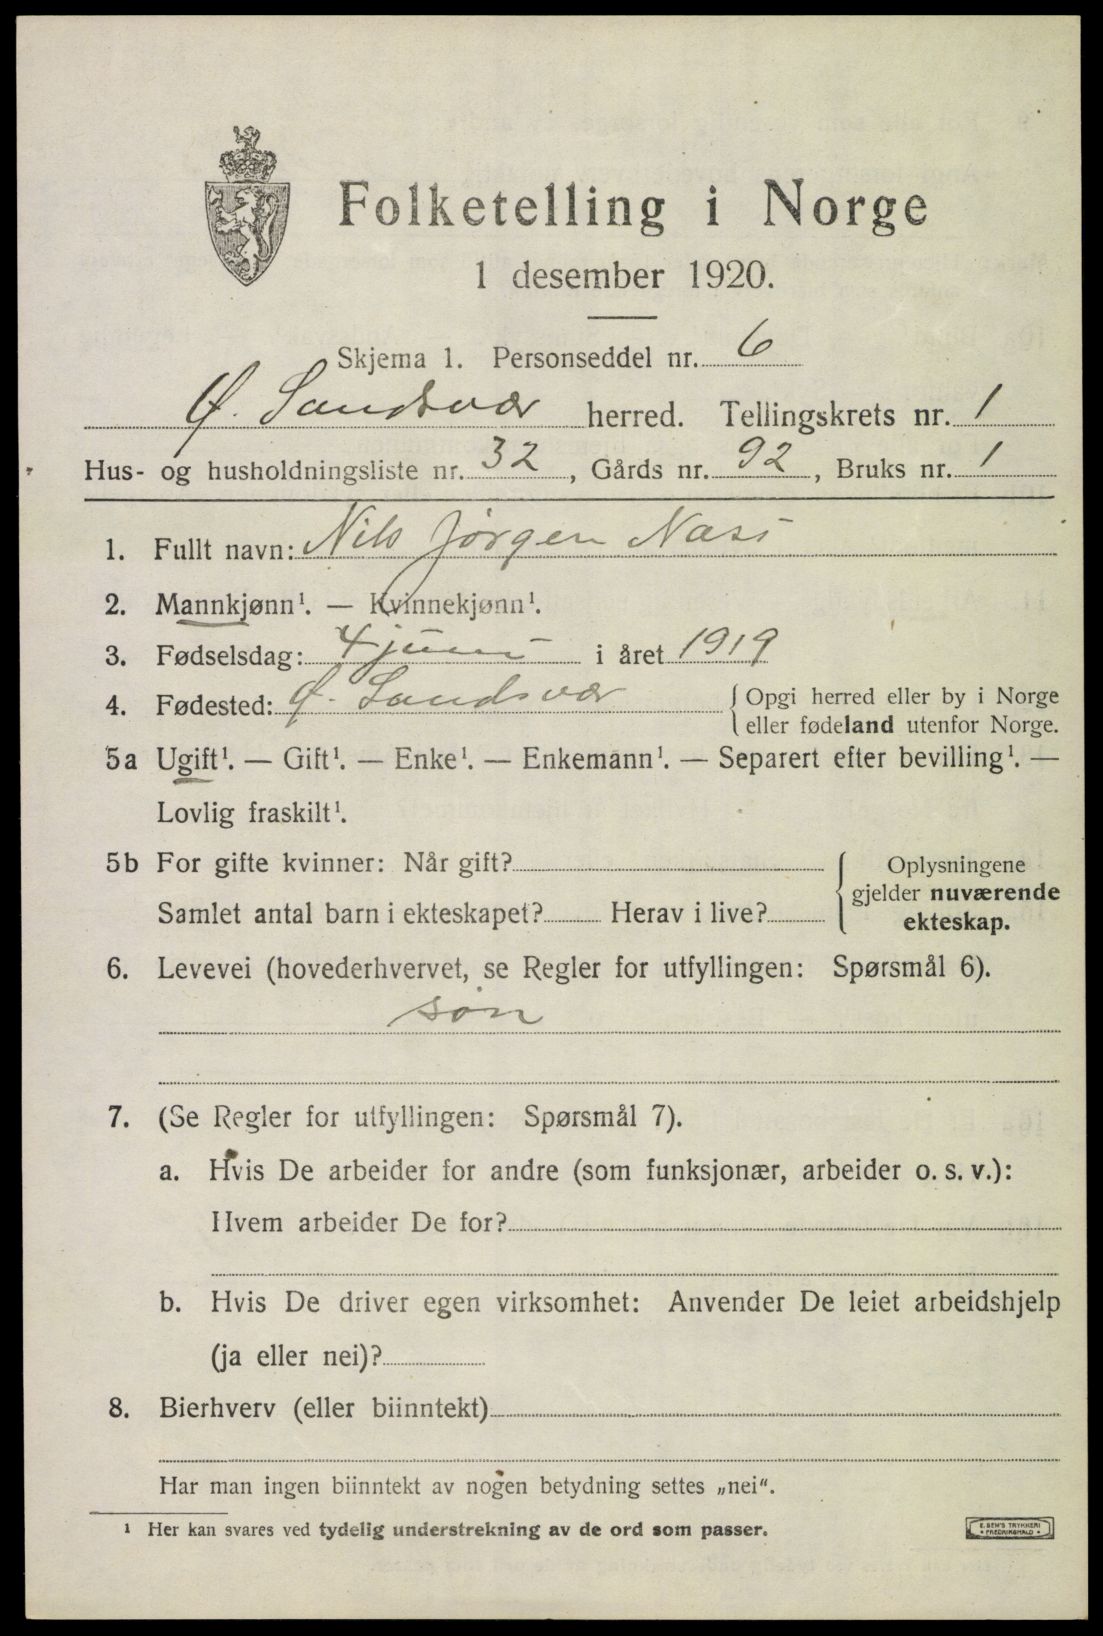 Folketelling i Norge
1 desember 1920.
Skjema 1. Personseddel nr. 6
Ø. Sandsvær herred. Tellingskrets nr. 1
Hus- og husholdningsliste nr. 32, Gårds nr. 92, Bruks nr. 1
1. Fullt navn: Nils Jörgen Næss
2. Mannkjønn¹. — Kvinnekjønn¹.
3. Fødselsdag: 4 juni i året 1919
4. Fødested: Ø. Sandsvær { Opgi herred eller by i Norge
eller fødeland utenfor Norge.
5a Ugift¹. — Gift¹. — Enke¹. — Enkemann¹. — Separert efter bevilling¹. —
Lovlig fraskilt¹.
5b For gifte kvinner: Når gift? { Oplysningene
gjelder nuværende
Samlet antal barn i ekteskapet? Herav i live? ekteskap.
6. Levevei (hovederhvervet, se Regler for utfyllingen: Spørsmål 6).
søn
7. (Se Regler for utfyllingen: Spørsmål 7).
a. Hvis De arbeider for andre (som funksjonær, arbeider o. s. v.):
Hvem arbeider De for?
b. Hvis De driver egen virksomhet: Anvender De leiet arbeidshjelp
(ja eller nei)?
8. Bierhverv (eller biinntekt)
Har man ingen biinntekt av nogen betydning settes „nei“.
¹ Her kan svares ved tydelig understrekning av de ord som passer.
E. SEM'S TRYKKERI
• FREDRIKSHALD •